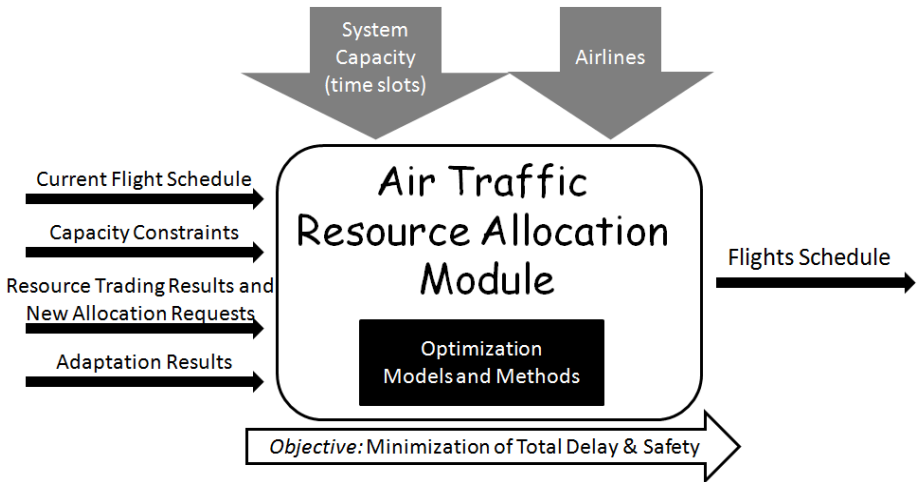 System
Capacity
(time slots)
Airlines
Current Flight Schedule
Capacity Constraints
Resource Trading Results and
New Allocation Requests
Adaptation Results
Air Traffic
Resource Allocation
Module
Optimization
Models and Methods
Flights Schedule
Objective: Minimization of Total Delay & Safety